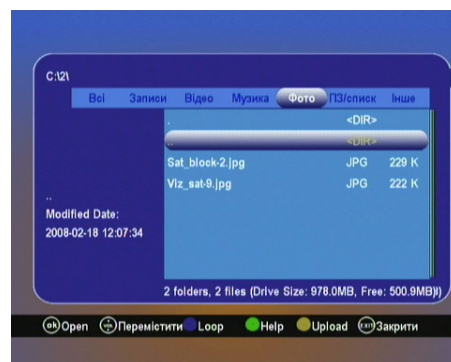 C:\2\
Всі Записи Відео Музика Фото ПЗ/список Інше
. <DIR>
.. <DIR>
Sat_block-2.jpg JPG 229 K
Viz_sat-9.jpg JPG 222 K
..
Modified Date:
2008-02-18 12:07:34
2 folders, 2 files (Drive Size: 978.0MB, Free: 500.9MB)
ok Open Перемістити Loop Help Upload EXIT Закрити